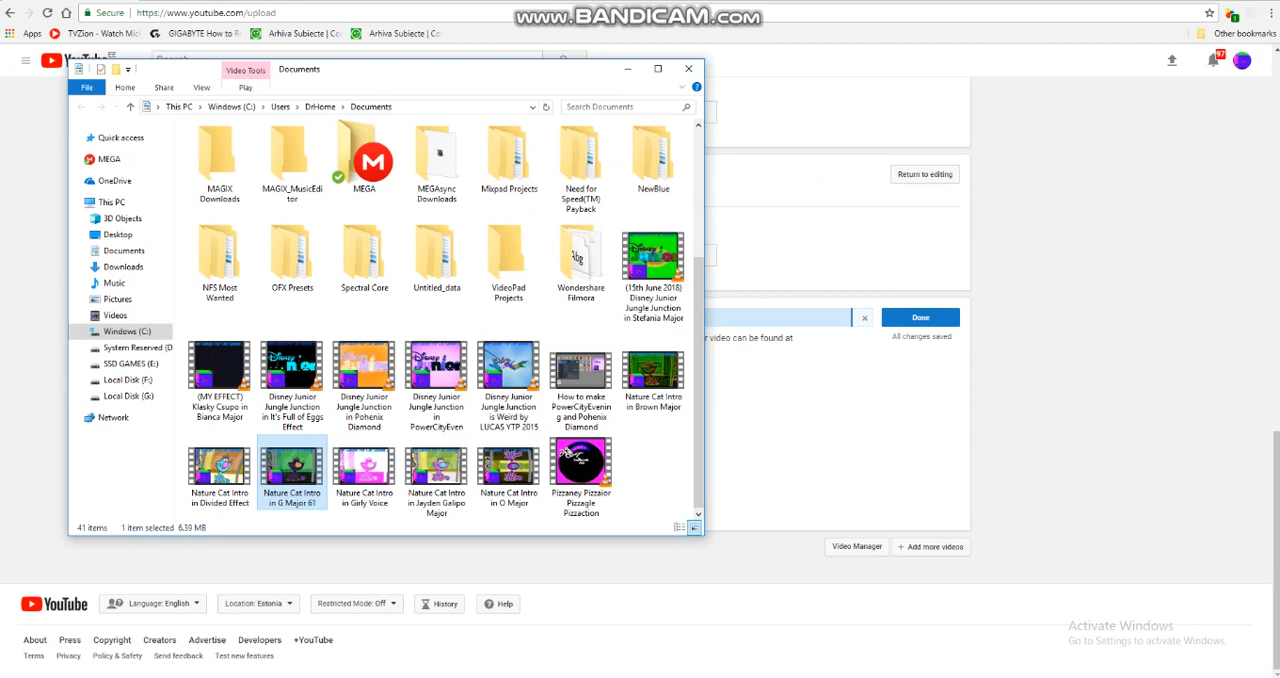 www.BANDICAM.com
Secure https://www.youtube.com/upload
Apps TVZion - Watch Mic GIGABYTE How to R Arhiva Subiecte | Co Arhiva Subiecte | Co Other bookmarks
97
Video Tools Documents
File Home Share View Play
This PC > Windows (C:) > Users > DrHome > Documents Search Documents
Quick access
MEGA
OneDrive
This PC
3D Objects
Desktop
Documents
Downloads
Music
Pictures
Videos
Windows (C:)
System Reserved (D
SSD GAMES (E:)
Local Disk (F:)
Local Disk (G:)
Network
MAGIX
Downloads
MAGIX_MusicEdi
tor
MEGA
MEGAsync
Downloads
Mixpad Projects
Need for
Speed(TM)
Payback
NewBlue
NFS Most
Wanted
OFX Presets
Spectral Core
Untitled_data
VideoPad
Projects
Wondershare
Filmora
(15th June 2018)
Disney Junior
Jungle Junction
in Stefania Major
(MY EFFECT)
Klasky Csupo in
Bianca Major
Disney Junior
Jungle Junction
in It's Full of Eggs
Effect
Disney Junior
Jungle Junction
in Pohenix
Diamond
Disney Junior
Jungle Junction
in
PowerCityEven
Disney Junior
Jungle Junction
is Weird by
LUCAS YTP 2015
How to make
PowerCityEvenin
g and Pohenix
Diamond
Nature Cat Intro
in Brown Major
Nature Cat Intro
in Divided Effect
Nature Cat Intro
in G Major 61
Nature Cat Intro
in Girly Voice
Nature Cat Intro
in Jayden Galipo
Major
Nature Cat Intro
in O Major
Pizzaney Pizzaior
Pizzagle
Pizzaction
41 items 1 item selected 6.39 MB
Return to editing
Done
All changes saved.
r video can be found at
Video Manager + Add more videos
YouTube Language: English Location: Estonia Restricted Mode: Off History Help
About Press Copyright Creators Advertise Developers +YouTube
Terms Privacy Policy & Safety Send feedback Test new features
Activate Windows
Go to Settings to activate Windows.